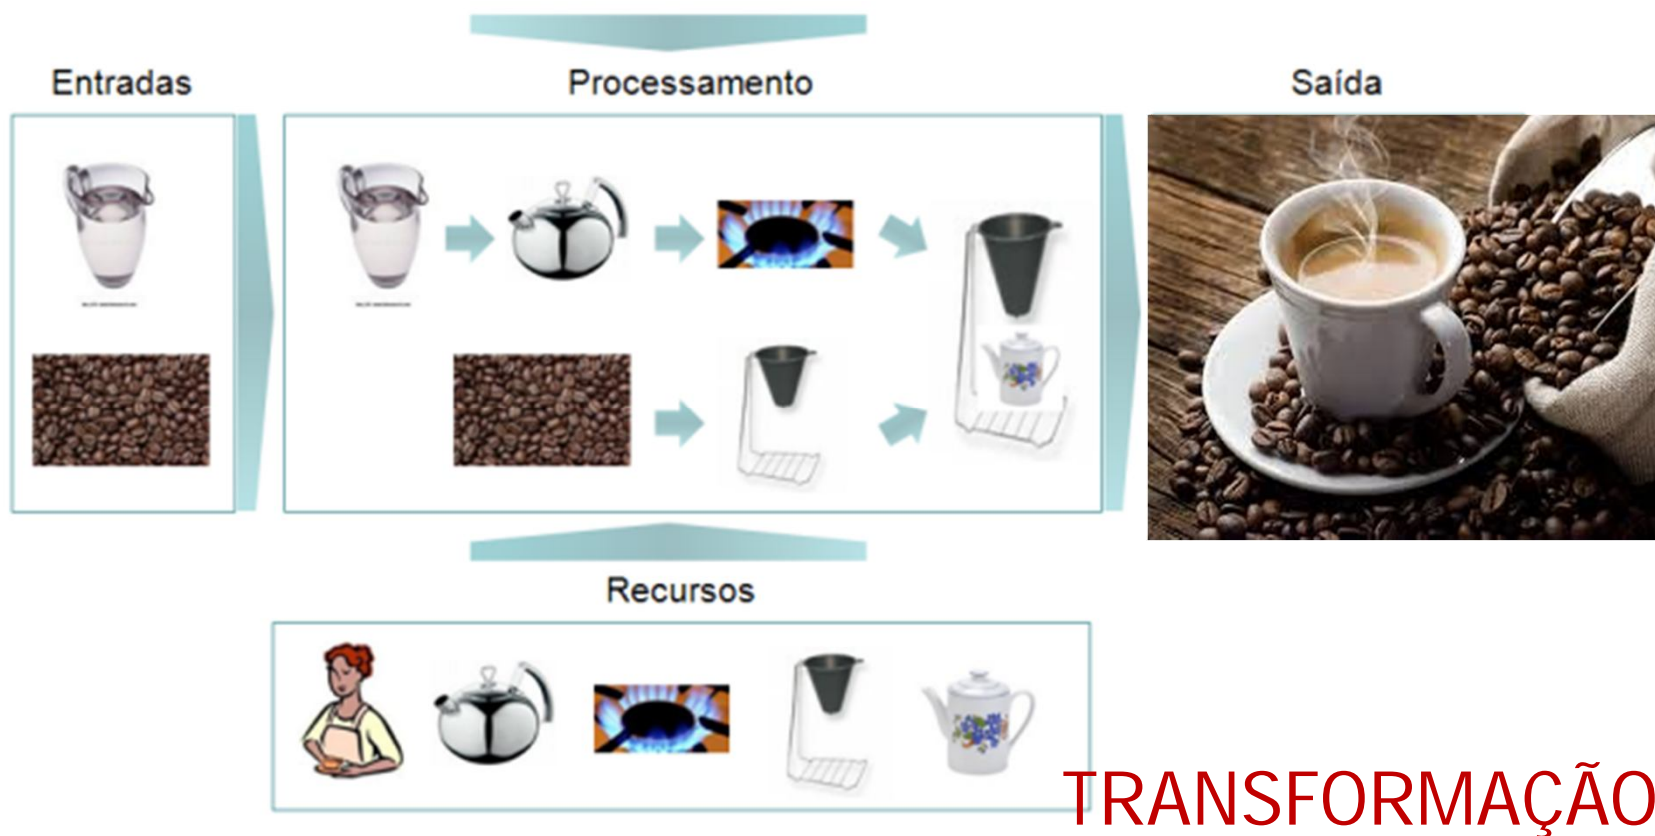 Entradas
Processamento
Saída
Recursos
TRANSFORMAÇÃO